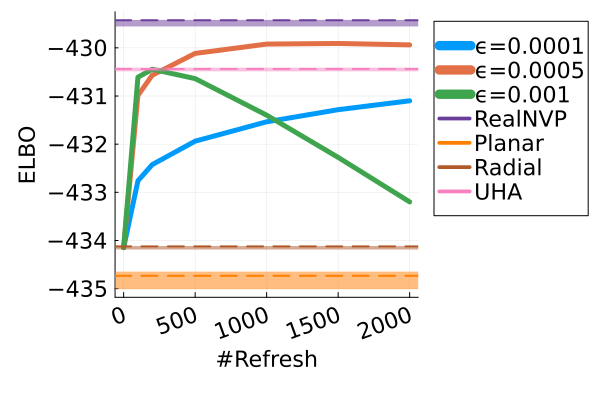 −430
−431
−432
−433
−434
−435
ELBO
0
500
1000
1500
2000
#Refresh
ϵ=0.0001
ϵ=0.0005
ϵ=0.001
RealNVP
Planar
Radial
UHA